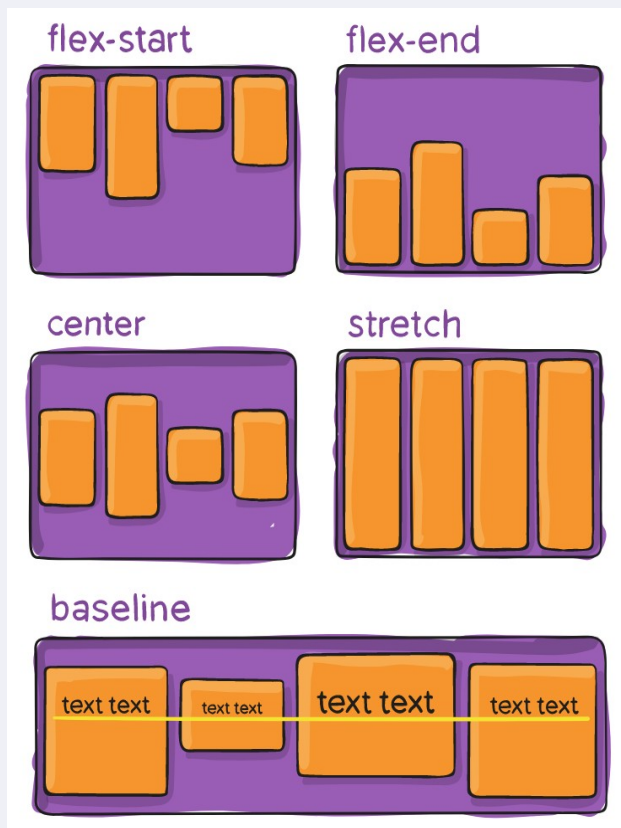 flex-start
flex-end
center
stretch
baseline
text text
text text
text text
text text